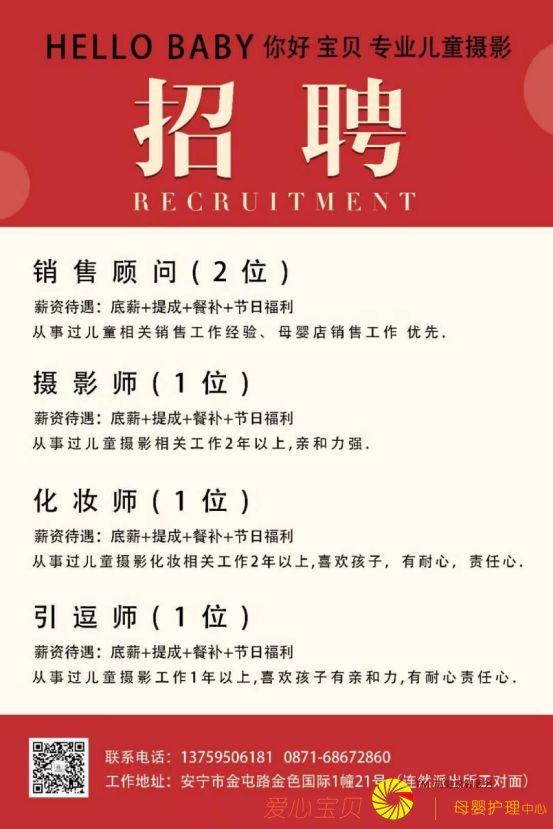 HELLO BABY 你好 宝贝 专业儿童摄影
招聘
RECRUITMENT
销售顾问(2位)
薪资待遇：底薪+提成+餐补+节日福利
从事过儿童相关销售工作经验、母婴店销售工作 优先.
摄影师(1位)
薪资待遇：底薪+提成+餐补+节日福利
从事过儿童摄影相关工作2年以上,亲和力强.
化妆师(1位)
薪资待遇：底薪+提成+餐补+节日福利
从事过儿童摄影化妆相关工作2年以上,喜欢孩子，有耐心，责任心.
引逗师(1位)
薪资待遇：底薪+提成+餐补+节日福利
从事过儿童摄影工作1年以上,喜欢孩子有亲和力,有耐心责任心.
联系电话：13759506181 0871-68672860
工作地址：安宁市金屯路金色国际1幢21号（连然派出所正对面）
爱心宝贝 母婴护理中心